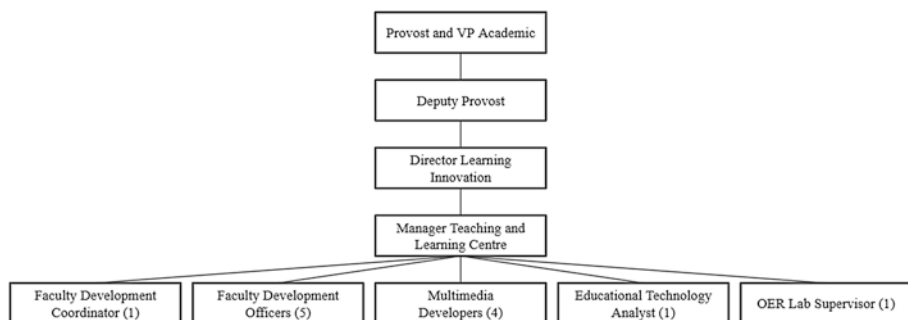 Provost and VP Academic
Deputy Provost
Director Learning
Innovation
Manager Teaching and
Learning Centre
Faculty Development
Coordinator (1)
Faculty Development
Officers (5)
Multimedia
Developers (4)
Educational Technology
Analyst (1)
OER Lab Supervisor (1)